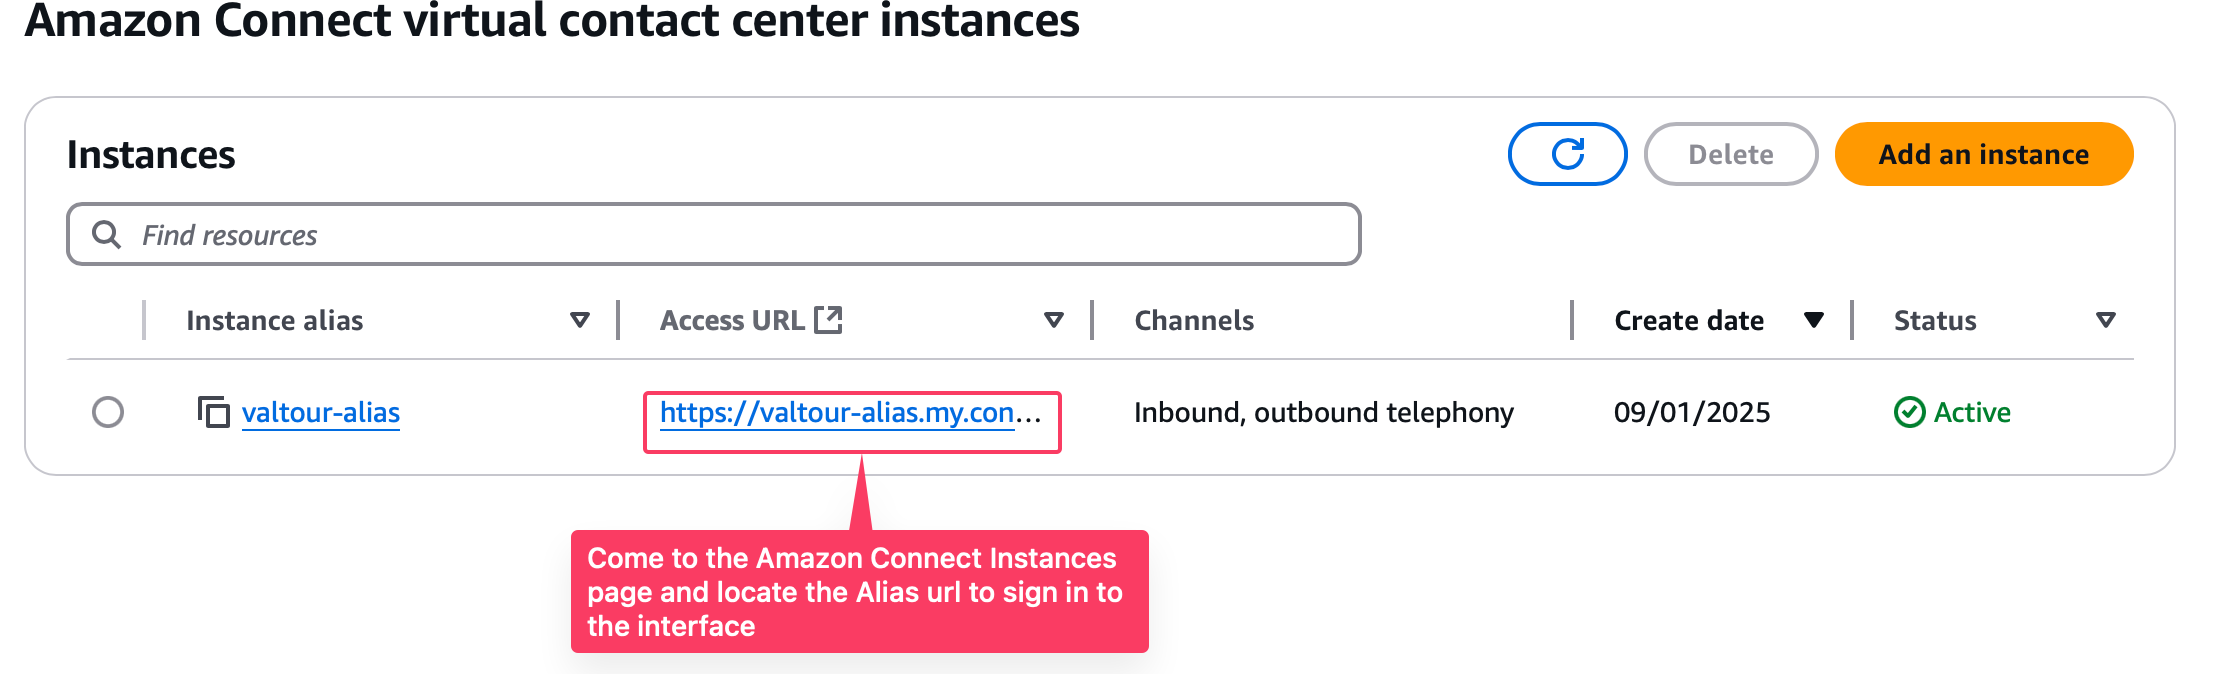 Amazon Connect virtual contact center instances
Instances
Delete
Add an instance
Find resources
Instance alias
Access URL
Channels
Create date
Status
valtour-alias
https://valtour-alias.my.con...
Inbound, outbound telephony
09/01/2025
Active
Come to the Amazon Connect Instances
page and locate the Alias url to sign in to
the interface